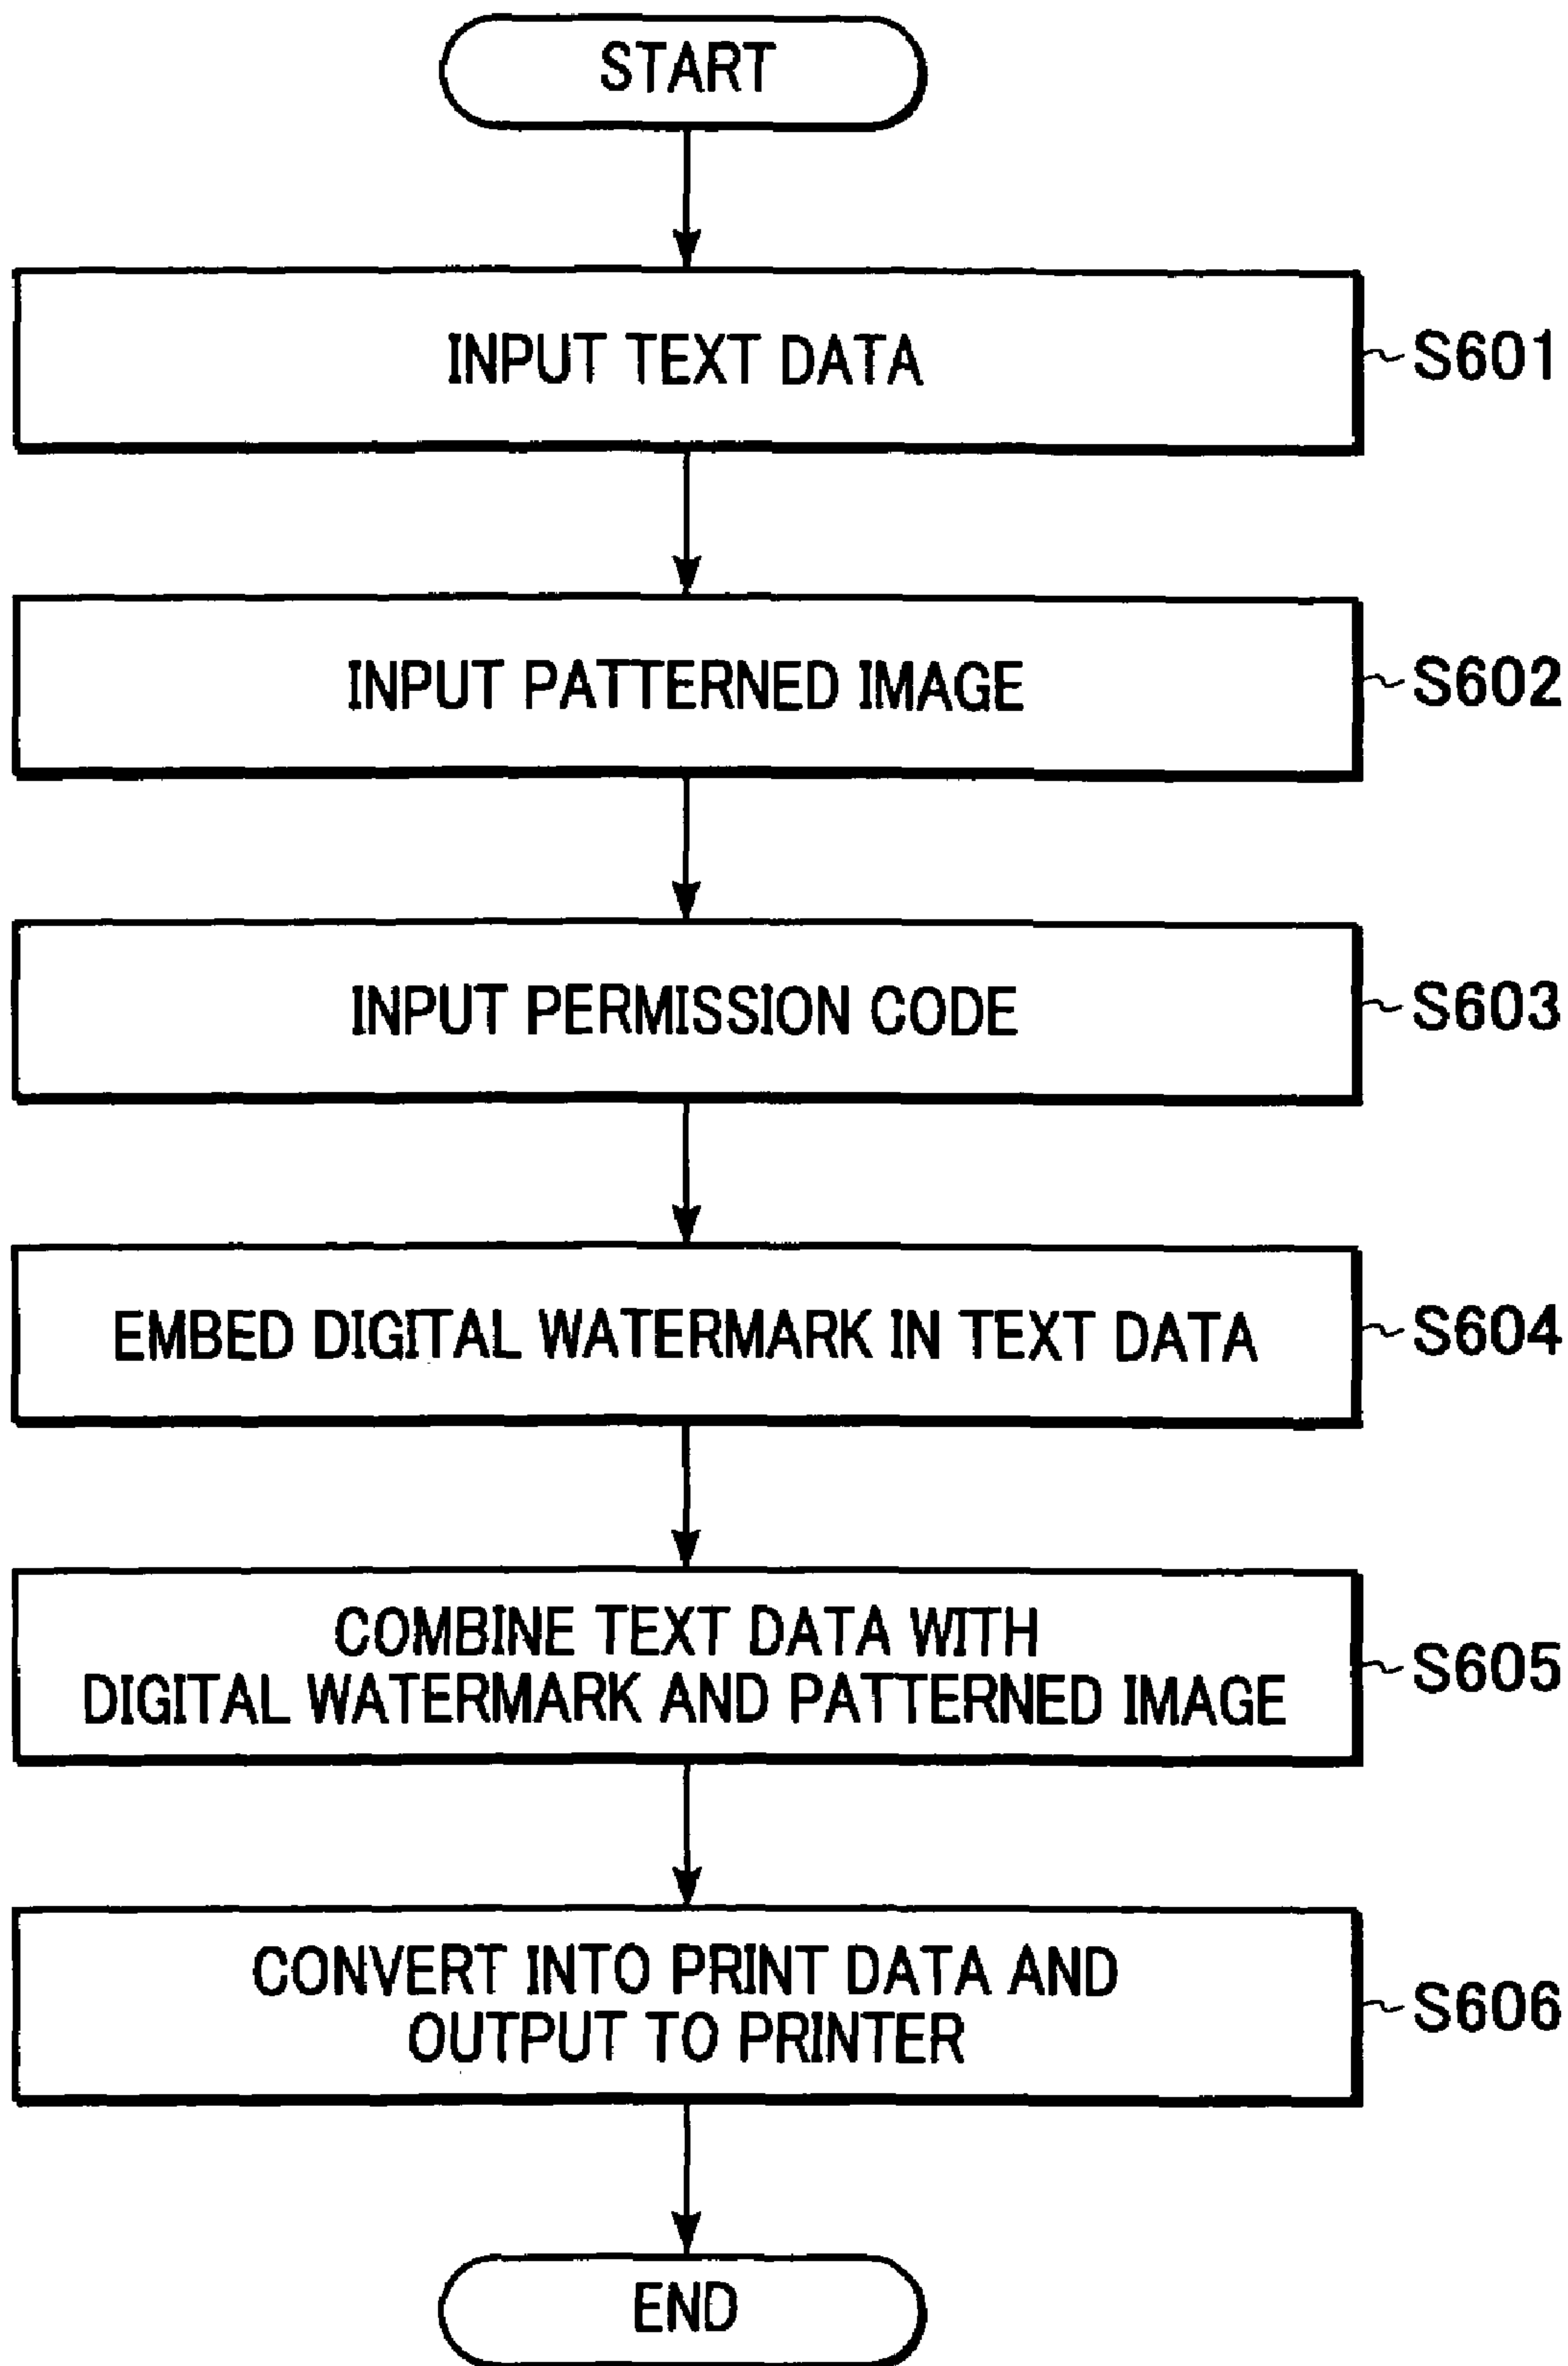 START
INPUT TEXT DATA
S601
INPUT PATTERNED IMAGE
S602
INPUT PERMISSION CODE
S603
EMBED DIGITAL WATERMARK IN TEXT DATA
S604
COMBINE TEXT DATA WITH
DIGITAL WATERMARK AND PATTERNED IMAGE
S605
CONVERT INTO PRINT DATA AND
OUTPUT TO PRINTER
S606
END